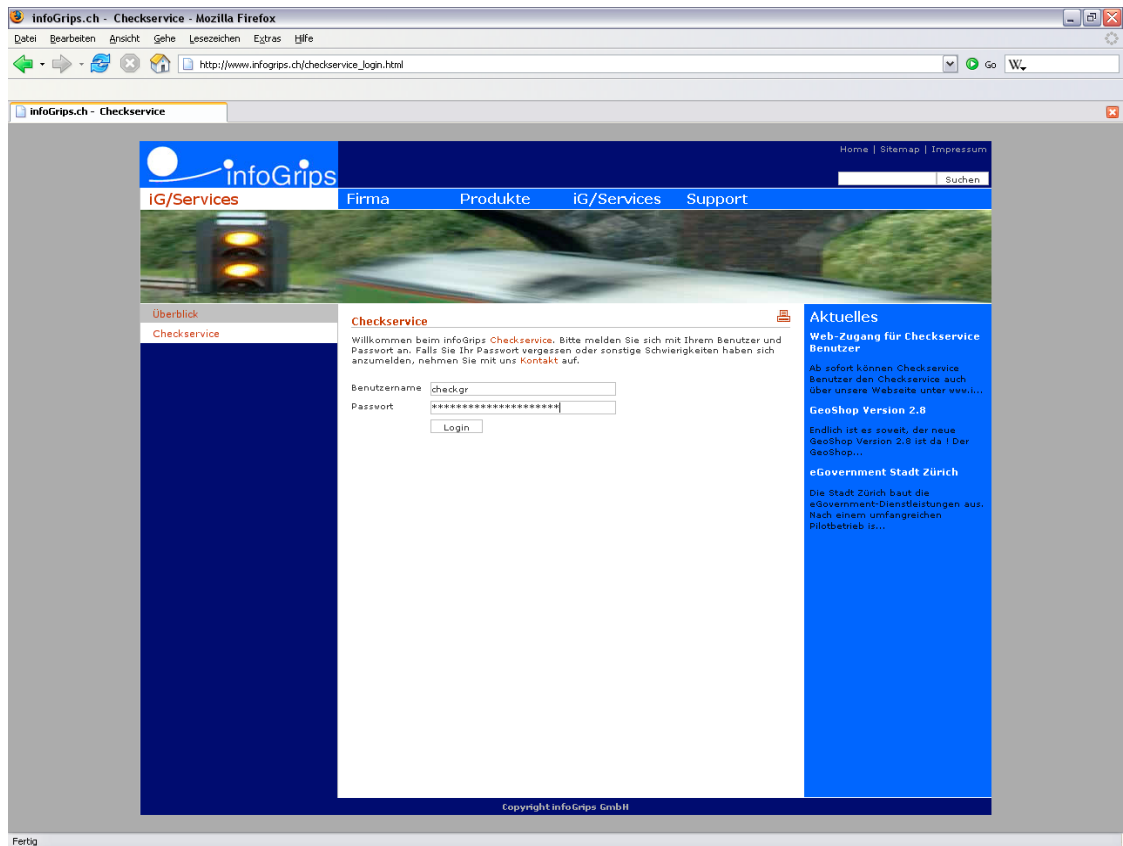 infoGrips.ch - Checkservice - Mozilla Firefox
Datei Bearbeiten Ansicht Gehe Lesezeichen Extras Hilfe
http://www.infogrips.ch/checkservice_login.html Go W.
infoGrips.ch - Checkservice
Home | Sitemap | Impressum
infoGrips
Suchen
iG/Services Firma Produkte iG/Services Support
Überblick
Checkservice
Checkservice
Willkommen beim infoGrips Checkservice. Bitte melden Sie sich mit Ihrem Benutzer und
Passwort an. Falls Sie Ihr Passwort vergessen oder sonstige Schwierigkeiten haben sich
anzumelden, nehmen Sie mit uns Kontakt auf.
Benutzername checkgr
Passwort **********************
Login
Aktuelles
Web-Zugang für Checkservice
Benutzer
Ab sofort können Checkservice
Benutzer den Checkservice auch
über unsere Webseite unter www.i...
GeoShop Version 2.8
Endlich ist es soweit, der neue
GeoShop Version 2.8 ist da ! Der
GeoShop...
eGovernment Stadt Zürich
Die Stadt Zürich baut die
eGovernment-Dienstleistungen aus.
Nach einem umfangreichen
Pilotbetrieb is...
Copyright infoGrips GmbH
Fertig